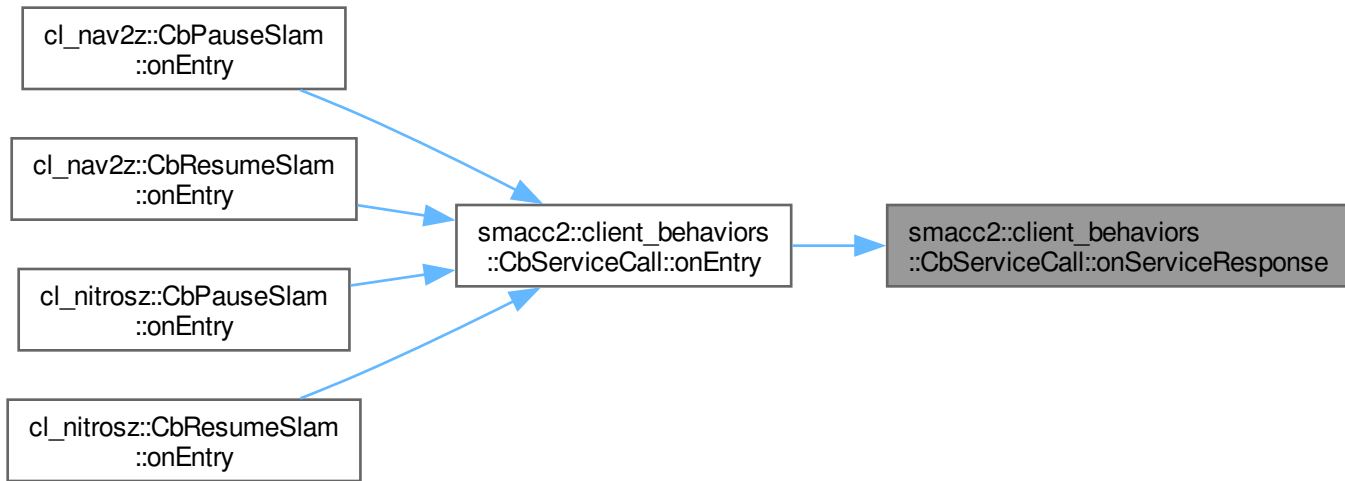 cl_nav2z::CbPauseSlam
::onEntry
cl_nav2z::CbResumeSlam
::onEntry
cl_nitrosz::CbPauseSlam
::onEntry
cl_nitrosz::CbResumeSlam
::onEntry
smacc2::client_behaviors
::CbServiceCall::onEntry
smacc2::client_behaviors
::CbServiceCall::onServiceResponse